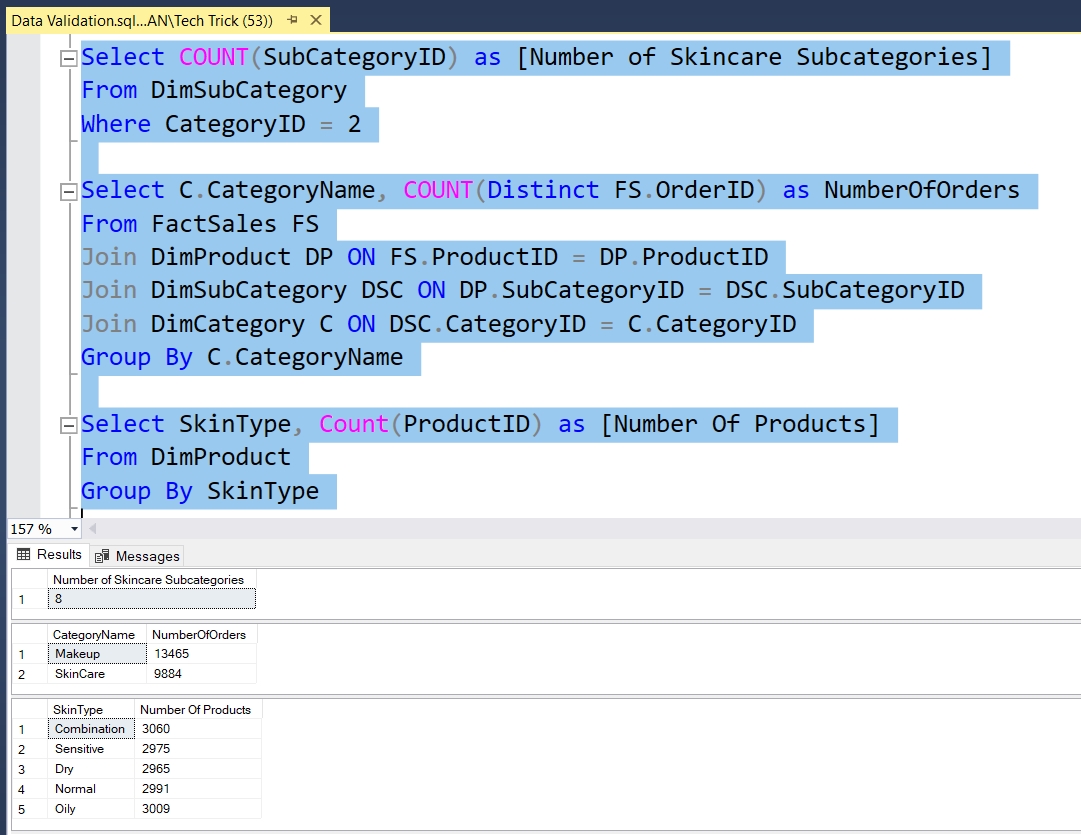 Data Validation.sql...AN\Tech Trick (53))
Select COUNT(SubCategoryID) as [Number of Skincare Subcategories]
From DimSubCategory
Where CategoryID = 2
Select C.CategoryName, COUNT(Distinct FS.OrderID) as NumberOfOrders
From FactSales FS
Join DimProduct DP ON FS.ProductID = DP.ProductID
Join DimSubCategory DSC ON DP.SubCategoryID = DSC.SubCategoryID
Join DimCategory C ON DSC.CategoryID = C.CategoryID
Group By C.CategoryName
Select SkinType, Count(ProductID) as [Number Of Products]
From DimProduct
Group By SkinType
157 %
Results Messages
Number of Skincare Subcategories
1 8
CategoryName NumberOfOrders
1 Makeup 13465
2 SkinCare 9884
SkinType Number Of Products
1 Combination 3060
2 Sensitive 2975
3 Dry 2965
4 Normal 2991
5 Oily 3009